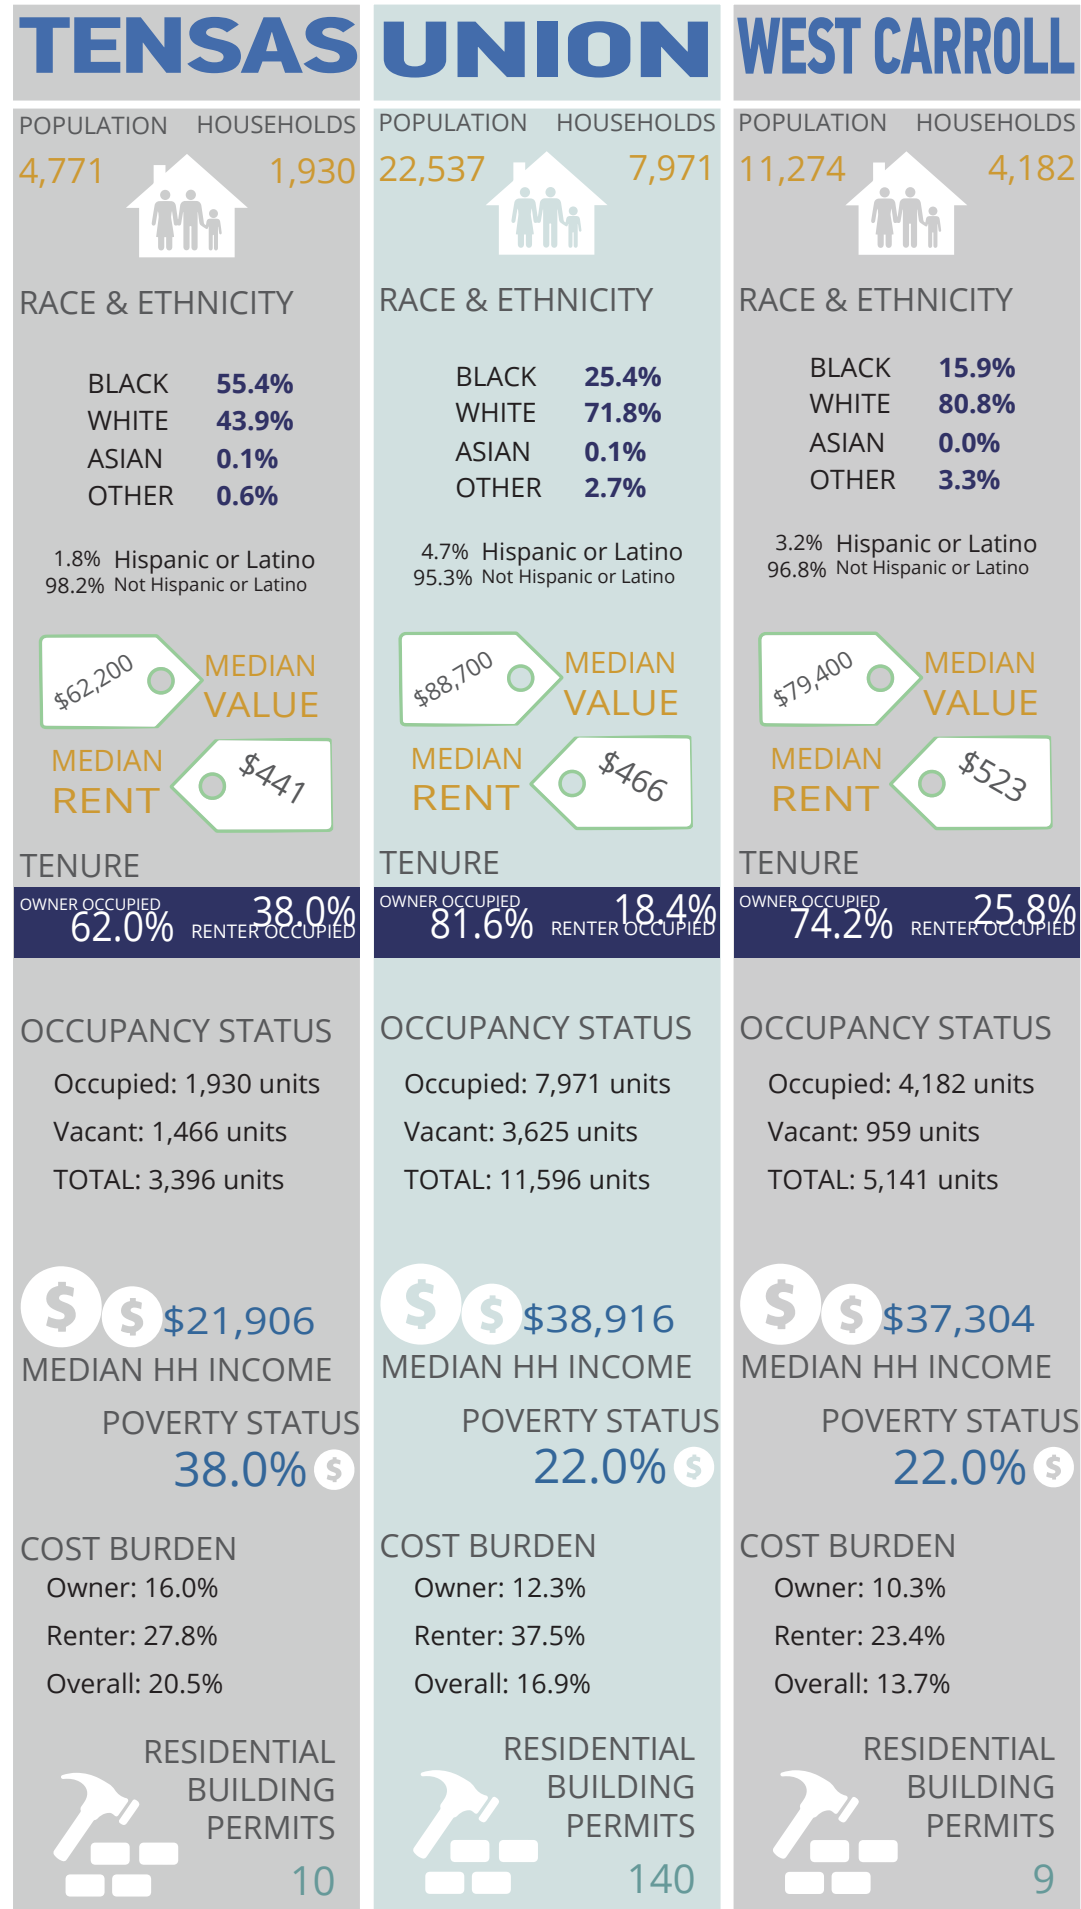 TENSAS
POPULATION HOUSEHOLDS
4,771 1,930
RACE & ETHNICITY
BLACK 55.4%
WHITE 43.9%
ASIAN 0.1%
OTHER 0.6%
1.8% Hispanic or Latino
98.2% Not Hispanic or Latino
$62,200
MEDIAN
VALUE
MEDIAN
RENT
$441
TENURE
OWNER OCCUPIED
62.0%
38.0%
RENTER OCCUPIED
OCCUPANCY STATUS
Occupied: 1,930 units
Vacant: 1,466 units
TOTAL: 3,396 units
$ $ $21,906
MEDIAN HH INCOME
POVERTY STATUS
38.0% $
COST BURDEN
Owner: 16.0%
Renter: 27.8%
Overall: 20.5%
RESIDENTIAL
BUILDING
PERMITS
10
UNION
POPULATION HOUSEHOLDS
22,537 7,971
RACE & ETHNICITY
BLACK 25.4%
WHITE 71.8%
ASIAN 0.1%
OTHER 2.7%
4.7% Hispanic or Latino
95.3% Not Hispanic or Latino
$88,700
MEDIAN
VALUE
MEDIAN
RENT
$466
TENURE
OWNER OCCUPIED
81.6%
18.4%
RENTER OCCUPIED
OCCUPANCY STATUS
Occupied: 7,971 units
Vacant: 3,625 units
TOTAL: 11,596 units
$ $ $38,916
MEDIAN HH INCOME
POVERTY STATUS
22.0% $
COST BURDEN
Owner: 12.3%
Renter: 37.5%
Overall: 16.9%
RESIDENTIAL
BUILDING
PERMITS
140
WEST CARROLL
POPULATION HOUSEHOLDS
11,274 4,182
RACE & ETHNICITY
BLACK 15.9%
WHITE 80.8%
ASIAN 0.0%
OTHER 3.3%
3.2% Hispanic or Latino
96.8% Not Hispanic or Latino
$79,400
MEDIAN
VALUE
MEDIAN
RENT
$523
TENURE
OWNER OCCUPIED
74.2%
25.8%
RENTER OCCUPIED
OCCUPANCY STATUS
Occupied: 4,182 units
Vacant: 959 units
TOTAL: 5,141 units
$ $ $37,304
MEDIAN HH INCOME
POVERTY STATUS
22.0% $
COST BURDEN
Owner: 10.3%
Renter: 23.4%
Overall: 13.7%
RESIDENTIAL
BUILDING
PERMITS
9